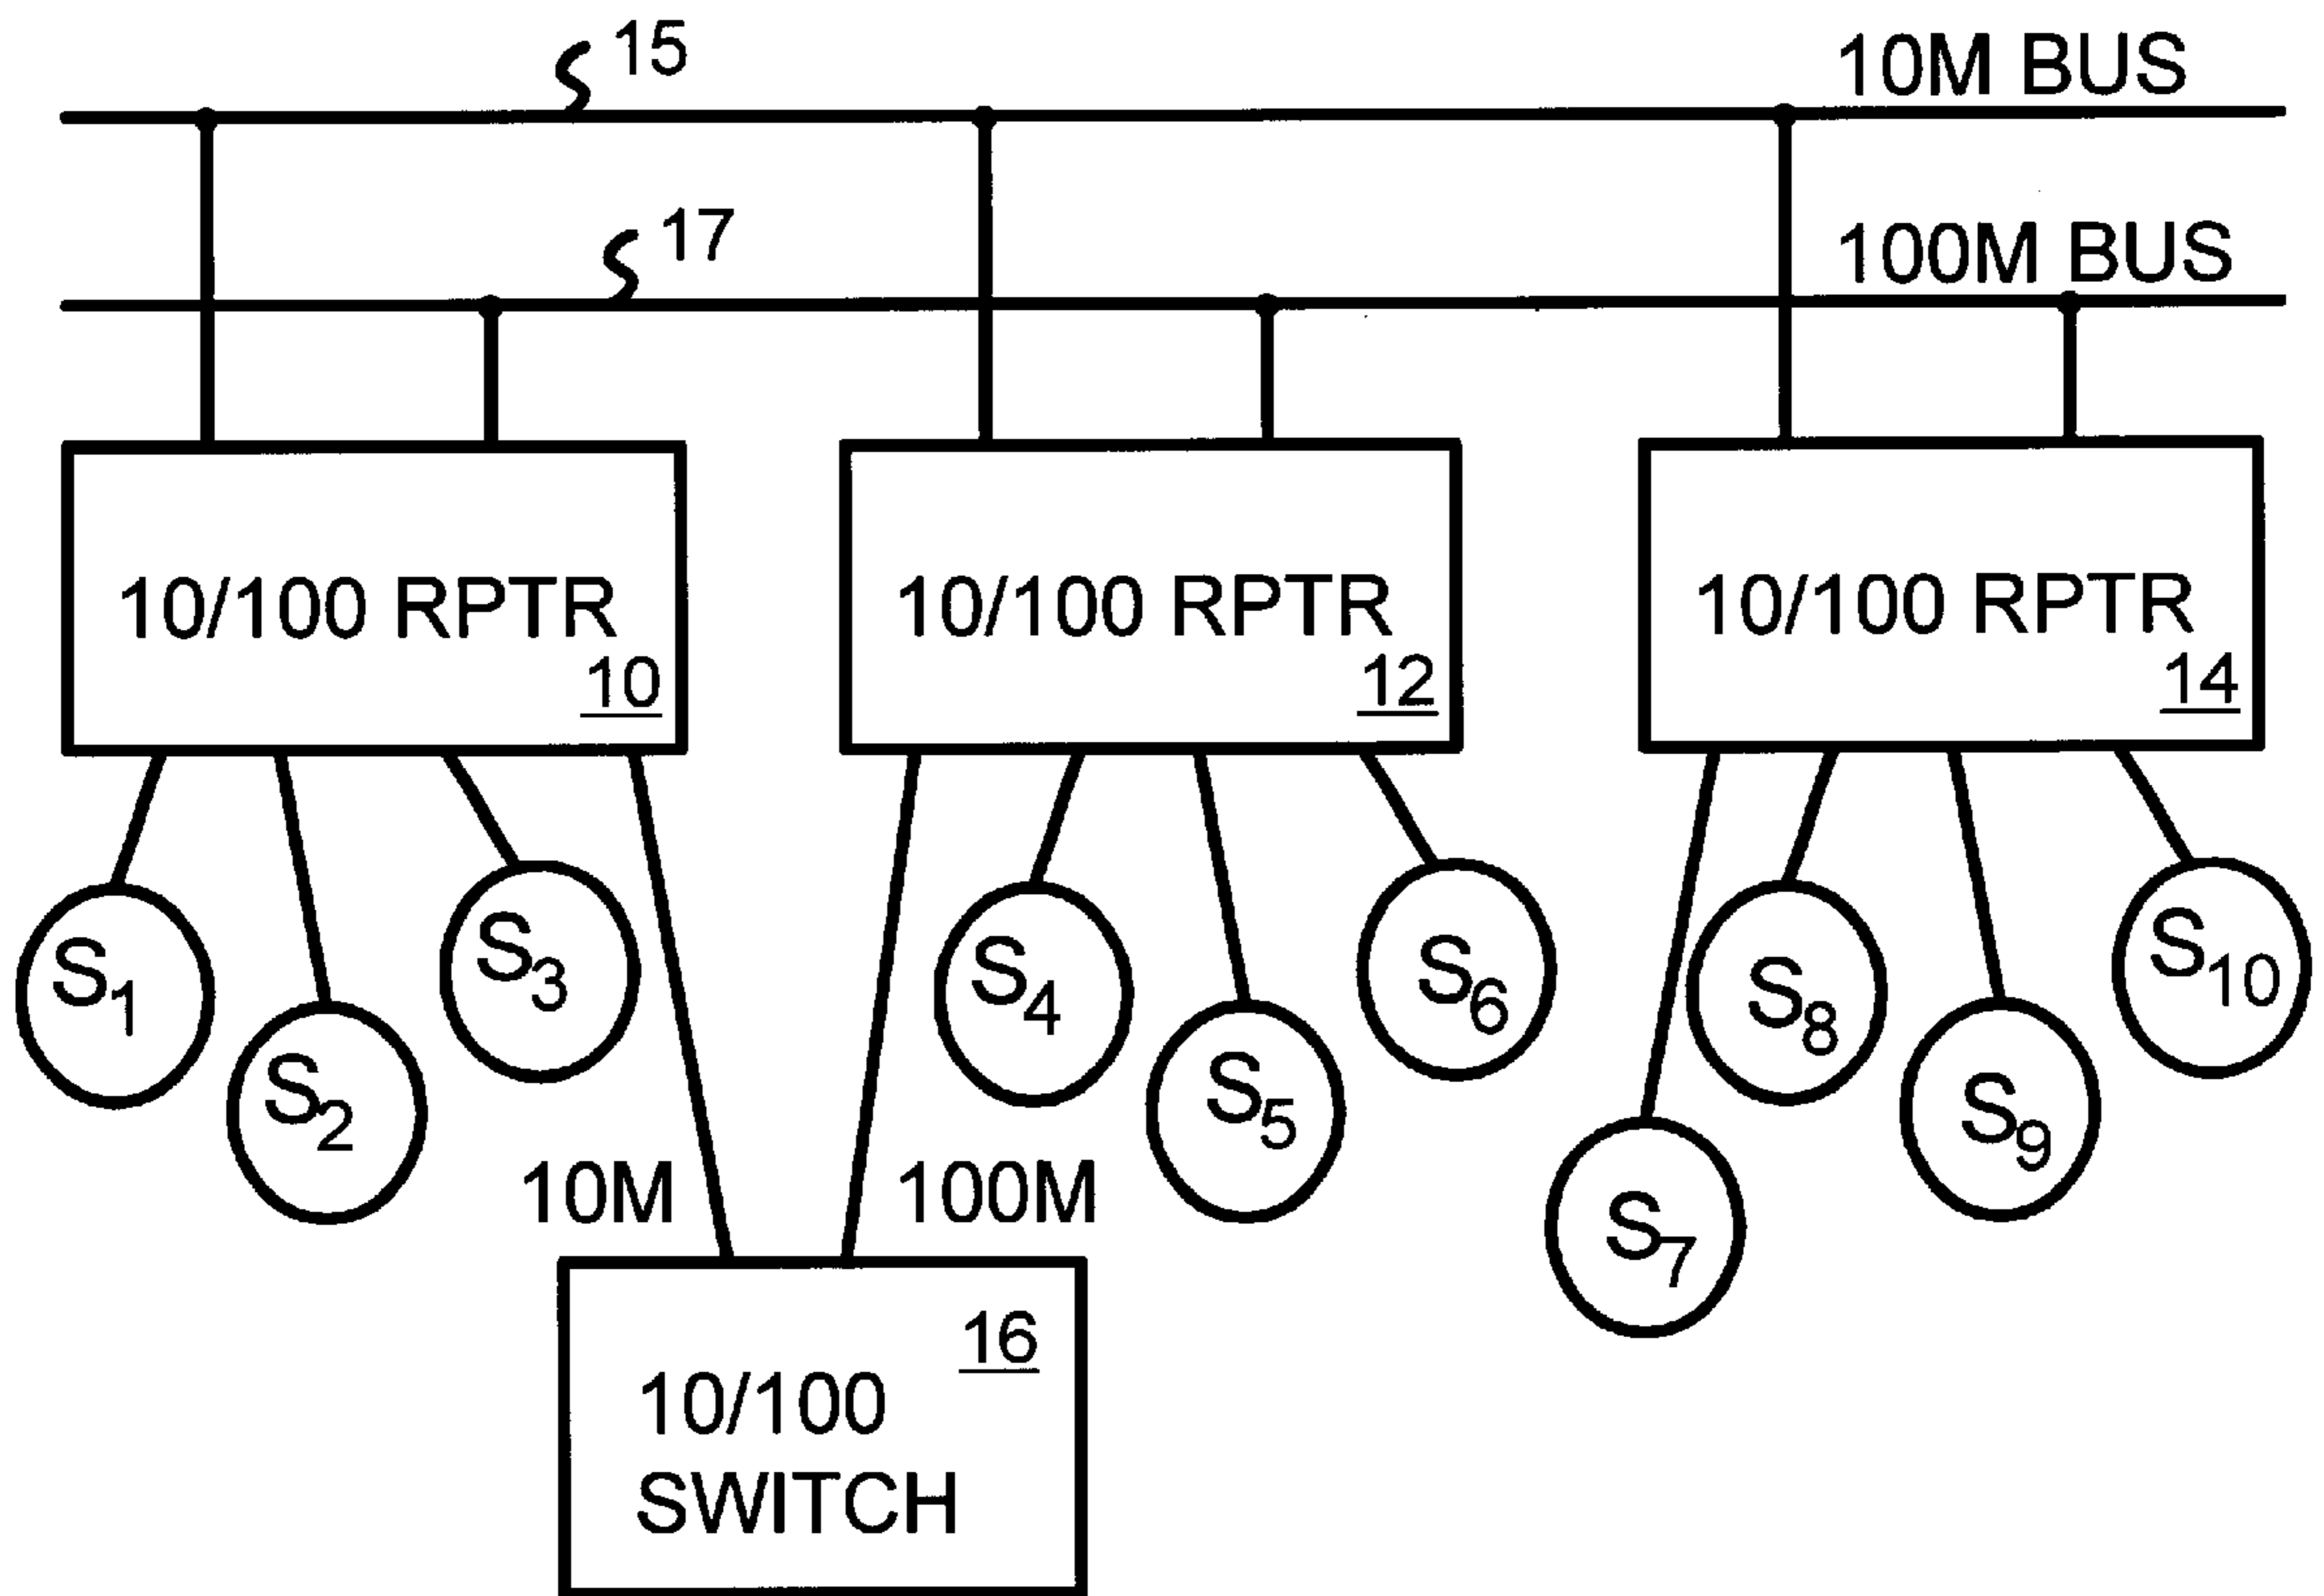 15
10M BUS
17
100M BUS
10/100 RPTR
10
10/100 RPTR
12
10/100 RPTR
14
S1
S2
S3
S4
S5
S6
S7
S8
S9
S10
10M
100M
16
10/100
SWITCH